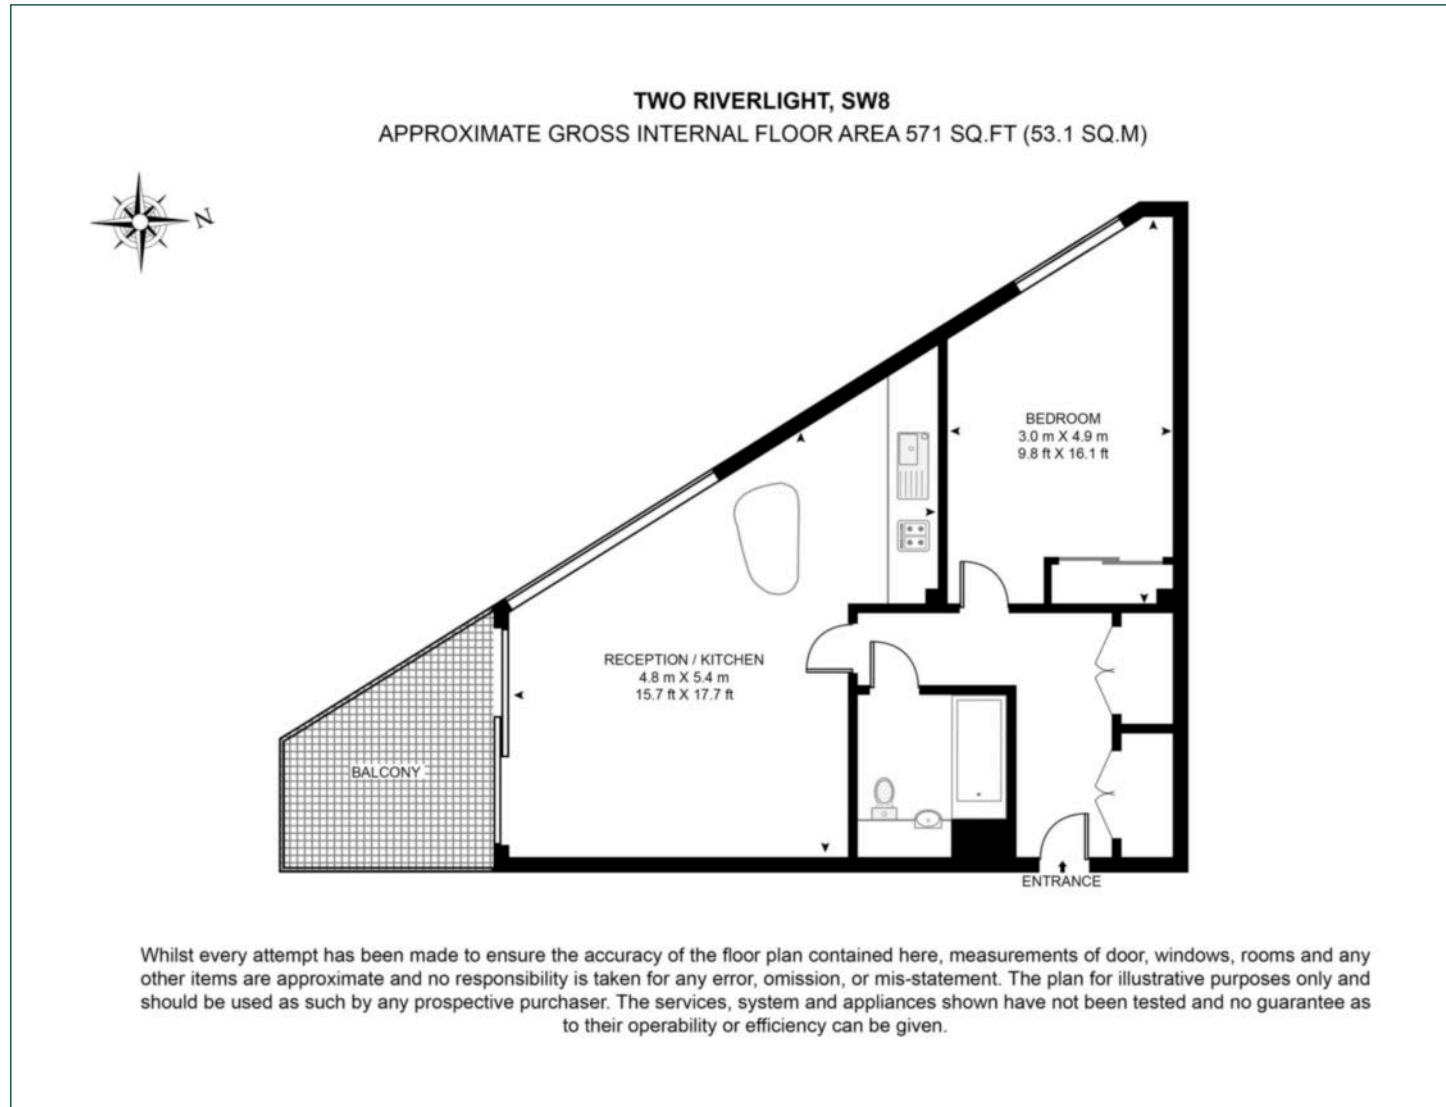 TWO RIVERLIGHT, SW8
APPROXIMATE GROSS INTERNAL FLOOR AREA 571 SQ.FT (53.1 SQ.M)
N
BEDROOM
3.0 m X 4.9 m
9.8 ft X 16.1 ft
RECEPTION / KITCHEN
4.8 m X 5.4 m
15.7 ft X 17.7 ft
BALCONY
ENTRANCE
Whilst every attempt has been made to ensure the accuracy of the floor plan contained here, measurements of door, windows, rooms and any
other items are approximate and no responsibility is taken for any error, omission, or mis-statement. The plan for illustrative purposes only and
should be used as such by any prospective purchaser. The services, system and appliances shown have not been tested and no guarantee as
to their operability or efficiency can be given.